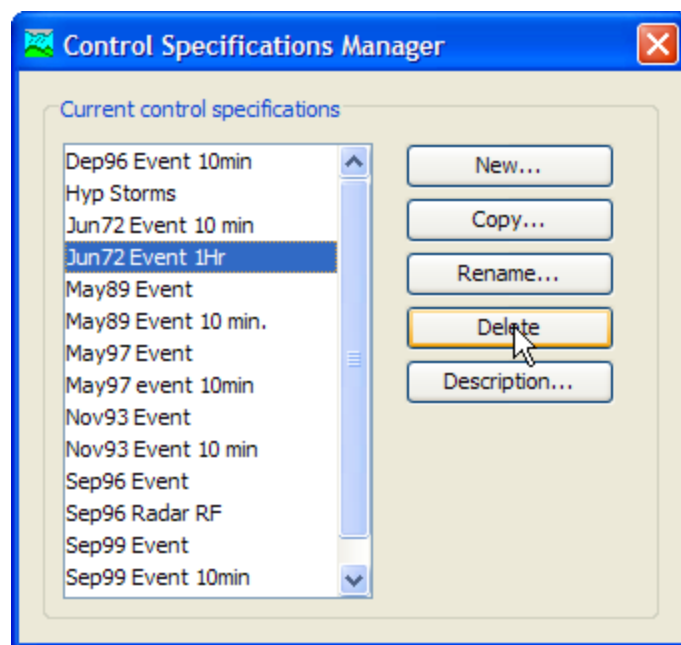 Control Specifications Manager
Current control specifications
Dep96 Event 10min
Hyp Storms
Jun72 Event 10 min
Jun72 Event 1Hr
May89 Event
May89 Event 10 min.
May97 Event
May97 event 10min
Nov93 Event
Nov93 Event 10 min
Sep96 Event
Sep96 Radar RF
Sep99 Event
Sep99 Event 10min
New...
Copy...
Rename...
Delete
Description...